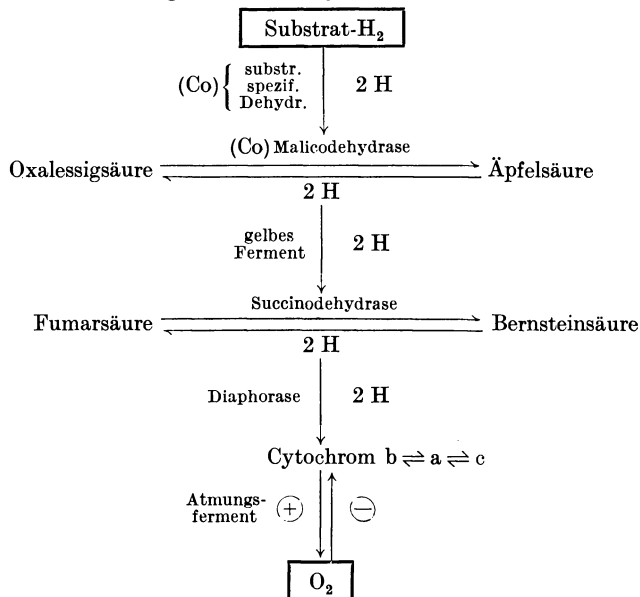 Substrat-H₂
(Co) { substr. spezif. Dehydr. 2 H
(Co) Malicodehydrase
Oxalessigsäure Äpfelsäure
2 H
gelbes Ferment 2 H
Succinodehydrase
Fumarsäure Bernsteinsäure
2 H
Diaphorase 2 H
Cytochrom b ⇌ a ⇌ c
Atmungs-
ferment + −
O₂